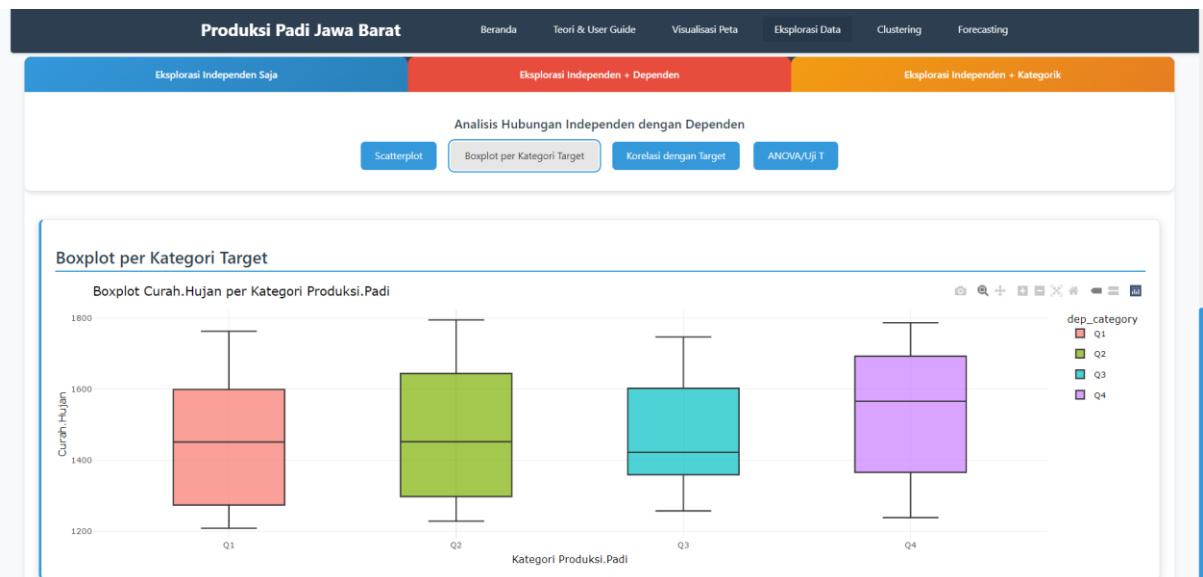 Produksi Padi Jawa Barat Beranda Teori & User Guide Visualisasi Peta Eksplorasi Data Clustering Forecasting
Eksplorasi Independen Saja Eksplorasi Independen + Dependen Eksplorasi Independen + Kategorik
Analisis Hubungan Independen dengan Dependen
Scatterplot Boxplot per Kategori Target Korelasi dengan Target ANOVA/Uji T
Boxplot per Kategori Target
Boxplot Curah.Hujan per Kategori Produksi.Padi
dep_category
Q1
Q2
Q3
Q4
1800
1600
1400
1200
Curah.Hujan
Q1 Q2 Q3 Q4
Kategori Produksi.Padi